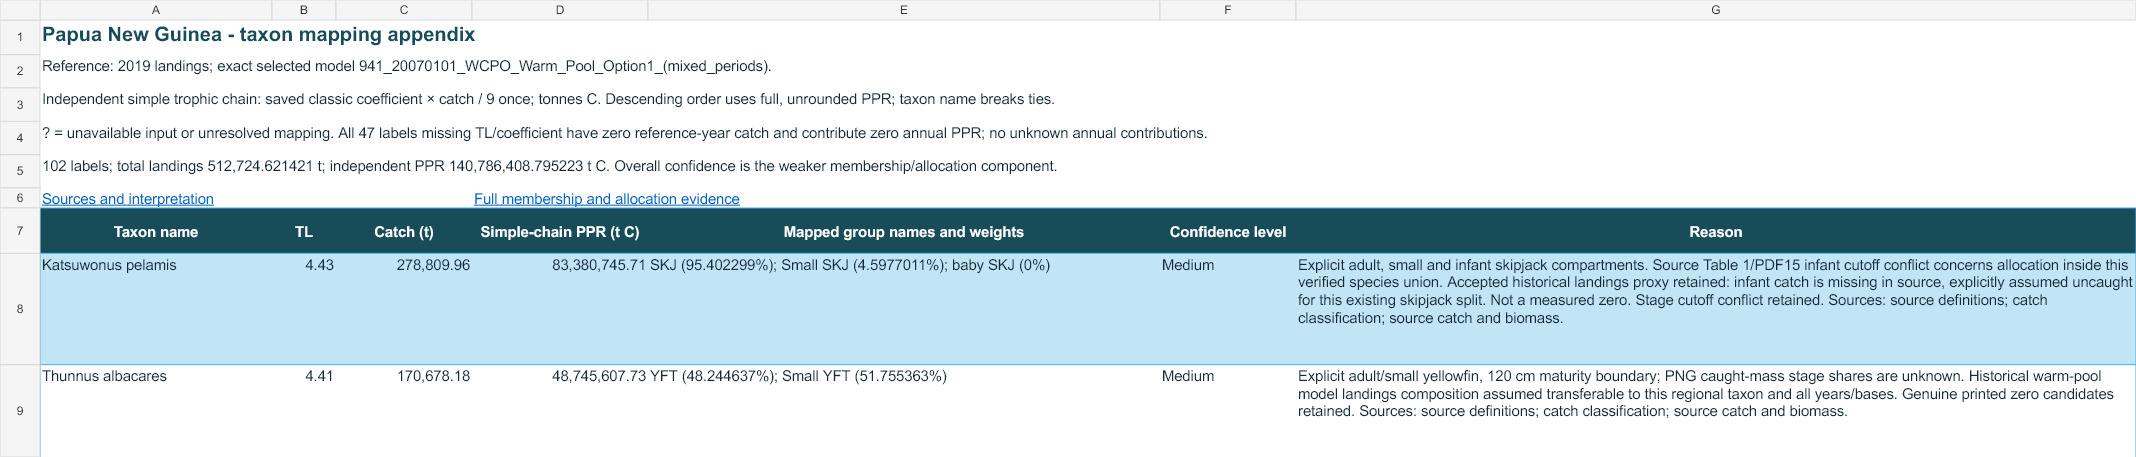 A B C D E F G
1 Papua New Guinea - taxon mapping appendix
2 Reference: 2019 landings; exact selected model 941_20070101_WCPO_Warm_Pool_Option1_(mixed_periods).
3 Independent simple trophic chain: saved classic coefficient × catch / 9 once; tonnes C. Descending order uses full, unrounded PPR; taxon name breaks ties.
4 ? = unavailable input or unresolved mapping. All 47 labels missing TL/coefficient have zero reference-year catch and contribute zero annual PPR; no unknown annual contributions.
5 102 labels; total landings 512,724.621421 t; independent PPR 140,786,408.795223 t C. Overall confidence is the weaker membership/allocation component.
6 Sources and interpretation Full membership and allocation evidence
7 Taxon name TL Catch (t) Simple-chain PPR (t C) Mapped group names and weights Confidence level Reason
Katsuwonus pelamis 4.43 278,809.96 83,380,745.71 SKJ (95.402299%); Small SKJ (4.5977011%); baby SKJ (0%) Medium Explicit adult, small and infant skipjack compartments. Source Table 1/PDF15 infant cutoff conflict concerns allocation inside this
verified species union. Accepted historical landings proxy retained: infant catch is missing in source, explicitly assumed uncaught
8 for this existing skipjack split. Not a measured zero. Stage cutoff conflict retained. Sources: source definitions; catch
classification; source catch and biomass.
Thunnus albacares 4.41 170,678.18 48,745,607.73 YFT (48.244637%); Small YFT (51.755363%) Medium Explicit adult/small yellowfin, 120 cm maturity boundary; PNG caught-mass stage shares are unknown. Historical warm-pool
model landings composition assumed transferable to this regional taxon and all years/bases. Genuine printed zero candidates
9 retained. Sources: source definitions; catch classification; source catch and biomass.